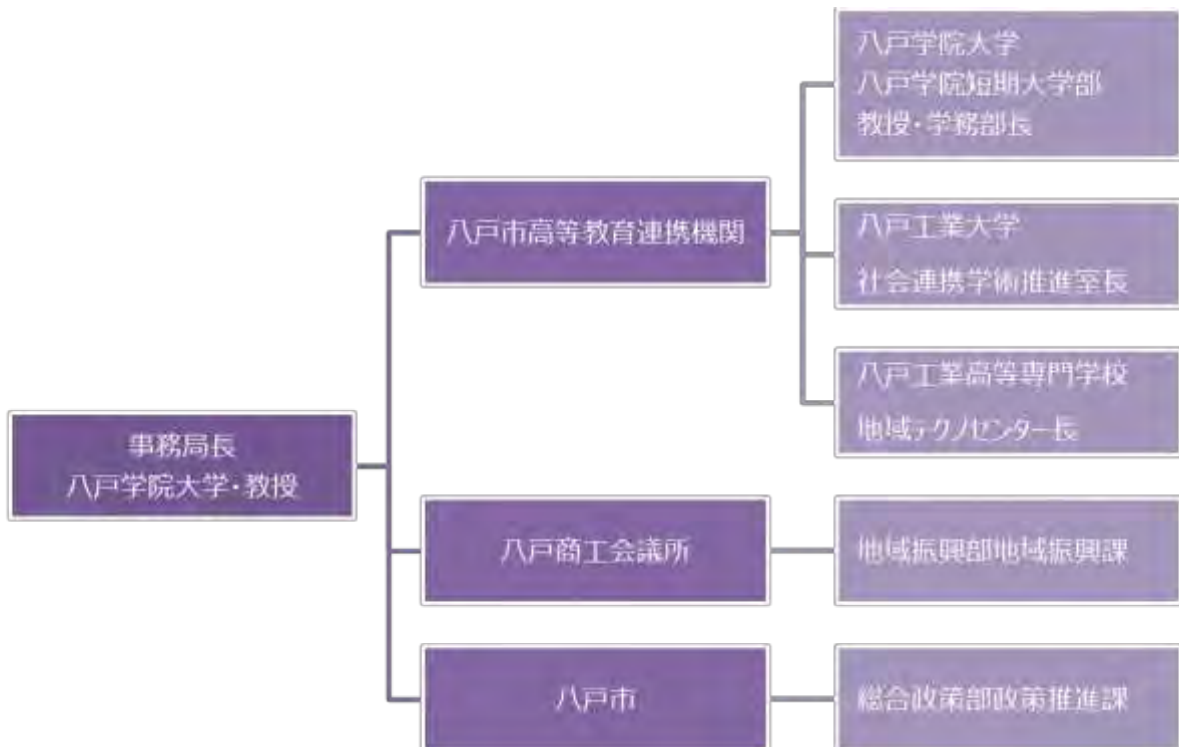 事務局長
八戸学院大学・教授
八戸市高等教育連携機関
八戸学院大学
八戸学院短期大学部
教授・学務部長
八戸工業大学
社会連携学術推進室長
八戸工業高等専門学校
地域テクノセンター長
八戸商工会議所
地域振興部地域振興課
八戸市
総合政策部政策推進課